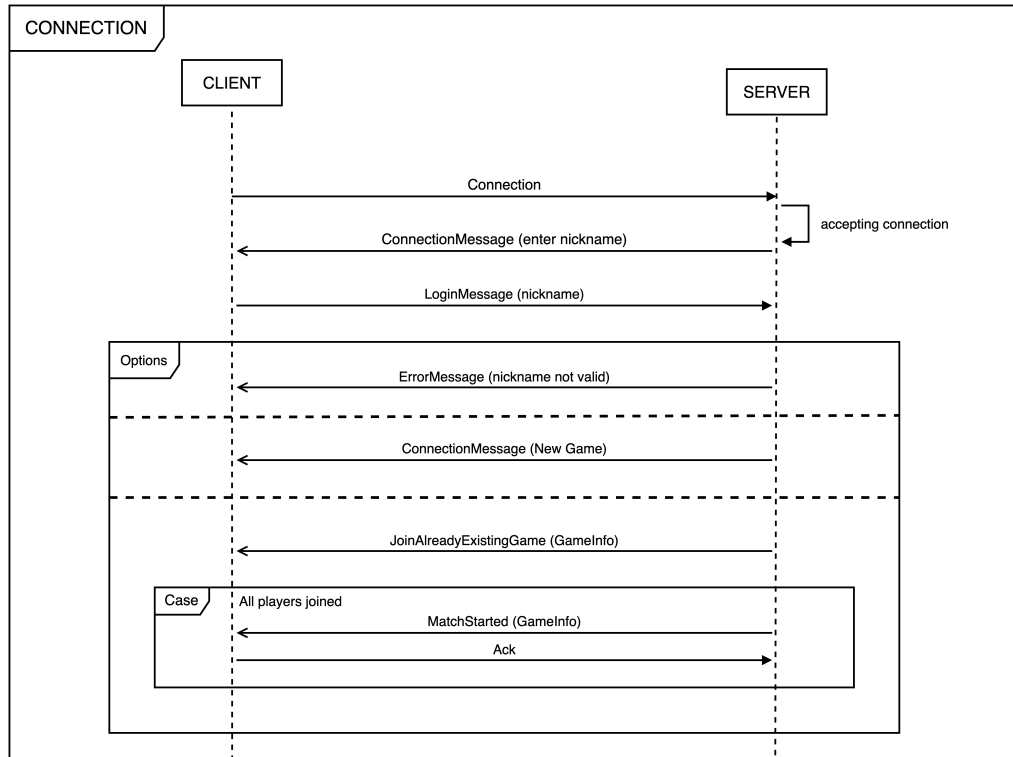 CONNECTION
CLIENT
SERVER
Connection
accepting connection
ConnectionMessage (enter nickname)
LoginMessage (nickname)
Options
ErrorMessage (nickname not valid)
ConnectionMessage (New Game)
JoinAlreadyExistingGame (GameInfo)
Case
All players joined
MatchStarted (GameInfo)
Ack